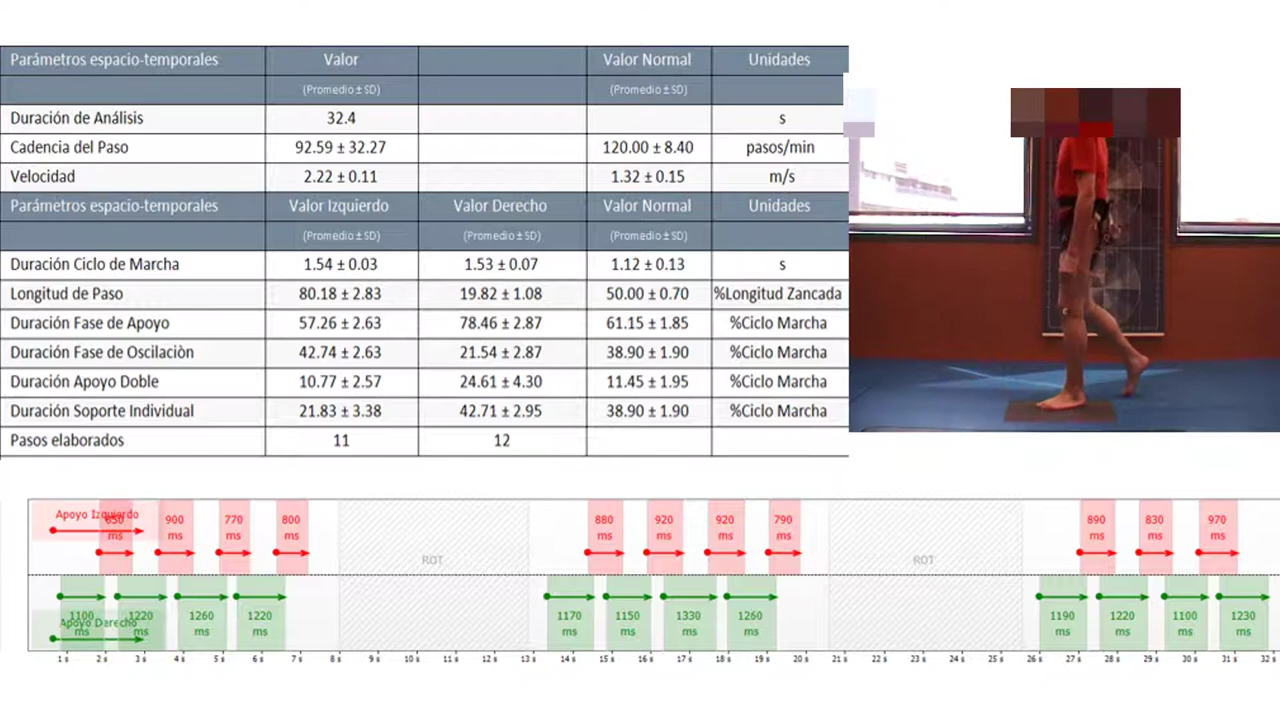 Parámetros espacio-temporales Valor Valor Normal Unidades
(Promedio ± SD) (Promedio ± SD)
Duración de Análisis 32.4 s
Cadencia del Paso 92.59 ± 32.27 120.00 ± 8.40 pasos/min
Velocidad 2.22 ± 0.11 1.32 ± 0.15 m/s
Parámetros espacio-temporales Valor Izquierdo Valor Derecho Valor Normal Unidades
(Promedio ± SD) (Promedio ± SD) (Promedio ± SD)
Duración Ciclo de Marcha 1.54 ± 0.03 1.53 ± 0.07 1.12 ± 0.13 s
Longitud de Paso 80.18 ± 2.83 19.82 ± 1.08 50.00 ± 0.70 %Longitud Zancada
Duración Fase de Apoyo 57.26 ± 2.63 78.46 ± 2.87 61.15 ± 1.85 %Ciclo Marcha
Duración Fase de Oscilaciòn 42.74 ± 2.63 21.54 ± 2.87 38.90 ± 1.90 %Ciclo Marcha
Duración Apoyo Doble 10.77 ± 2.57 24.61 ± 4.30 11.45 ± 1.95 %Ciclo Marcha
Duración Soporte Individual 21.83 ± 3.38 42.71 ± 2.95 38.90 ± 1.90 %Ciclo Marcha
Pasos elaborados 11 12
Apoyo Izquierdo
900 770 800 880 920 920 790 890 830 970
ms ms ms ms ms ms ms ms ms ms ms
ROT ROT
1100 1220 1260 1220 1170 1150 1330 1260 1190 1220 1100 1230
Apoyo Derecho
ms ms ms ms ms ms ms ms ms ms ms ms
1 s 2 s 3 s 4 s 5 s 6 s 7 s 8 s 9 s 10 s 11 s 12 s 13 s 14 s 15 s 16 s 17 s 18 s 19 s 20 s 21 s 22 s 23 s 24 s 25 s 26 s 27 s 28 s 29 s 30 s 31 s 32 s